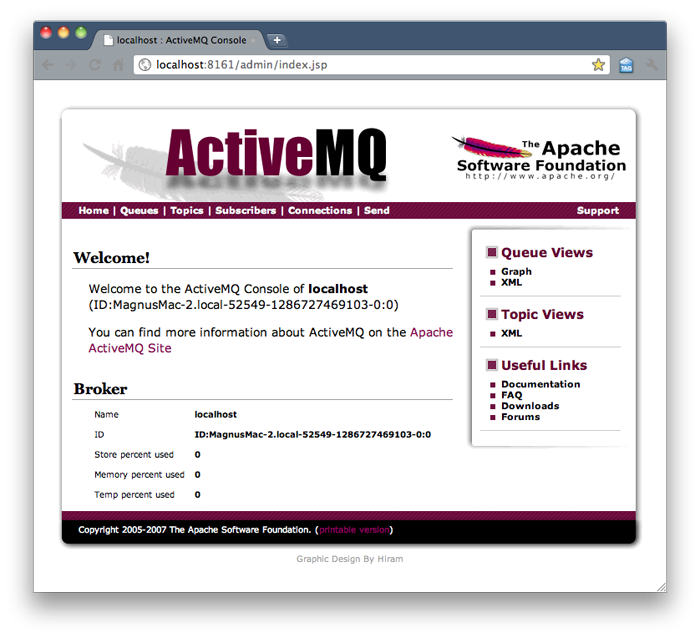 localhost : ActiveMQ Console
localhost:8161/admin/index.jsp
TAG
ActiveMQ
The Apache
Software Foundation
http://www.apache.org/
Home | Queues | Topics | Subscribers | Connections | Send
Support
Welcome!
Welcome to the ActiveMQ Console of localhost
(ID:MagnusMac-2.local-52549-1286727469103-0:0)
You can find more information about ActiveMQ on the Apache
ActiveMQ Site
Broker
Name localhost
ID ID:MagnusMac-2.local-52549-1286727469103-0:0
Store percent used 0
Memory percent used 0
Temp percent used 0
Queue Views
Graph
XML
Topic Views
XML
Useful Links
Documentation
FAQ
Downloads
Forums
Copyright 2005-2007 The Apache Software Foundation. (printable version)
Graphic Design By Hiram